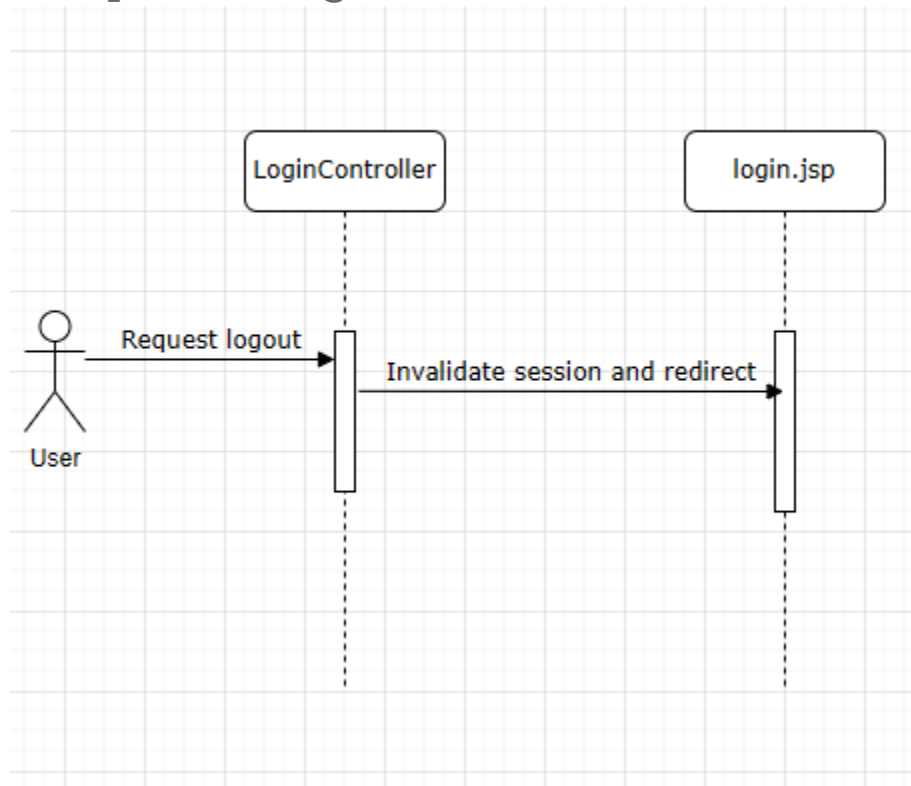 LoginController
login.jsp
Request logout
Invalidate session and redirect
User